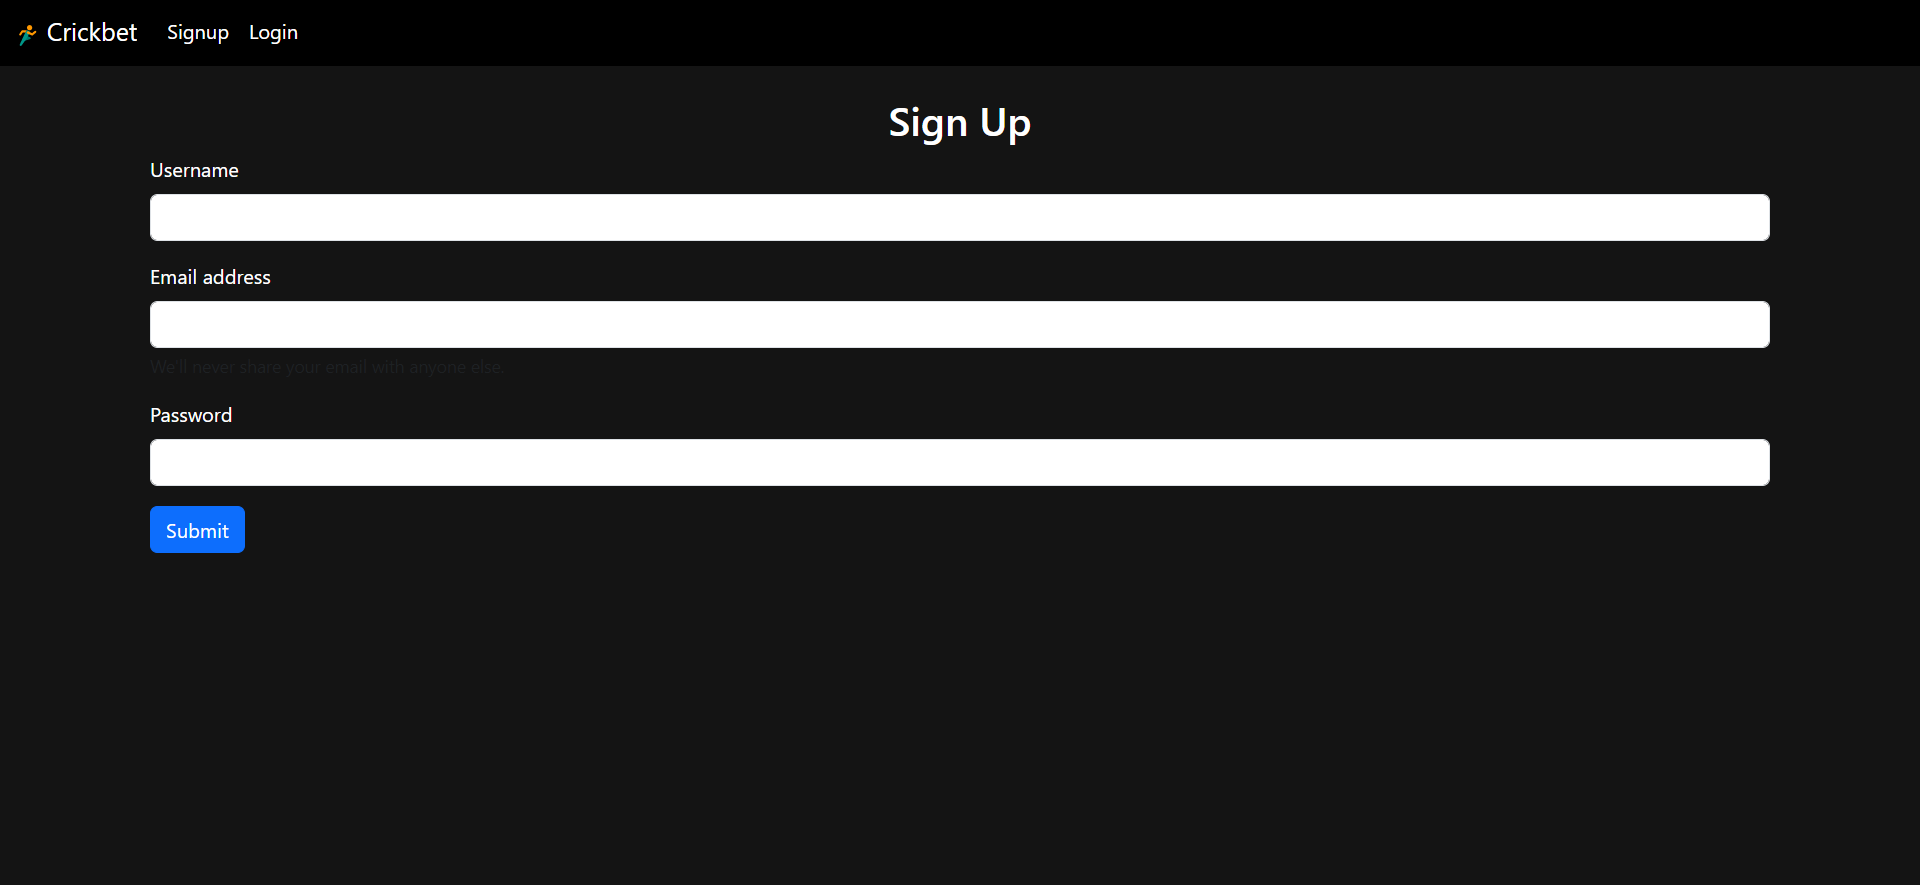 Crickbet
Signup
Login
Sign Up
Username
Email address
We'll never share your email with anyone else.
Password
Submit